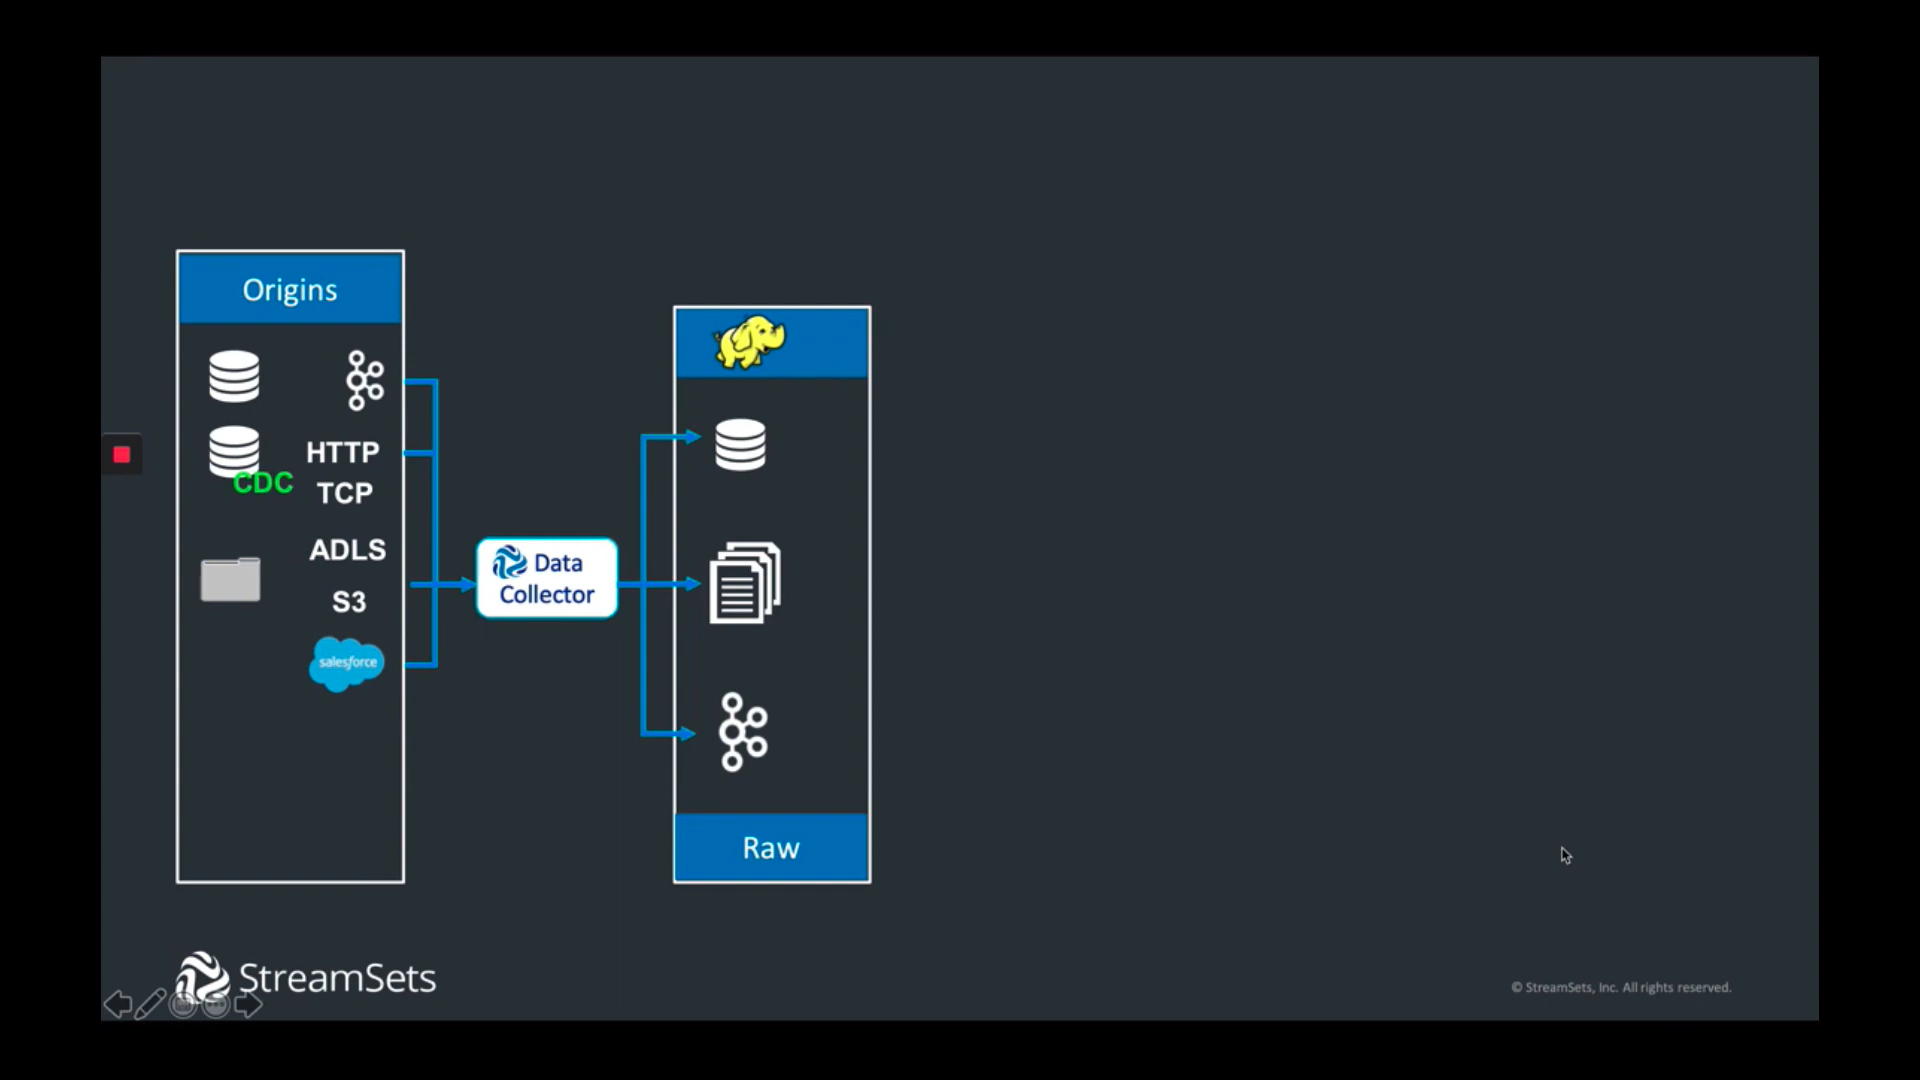 Origins
HTTP
CDC
TCP
ADLS
S3
salesforce
Data
Collector
Raw
StreamSets
© StreamSets, Inc. All rights reserved.